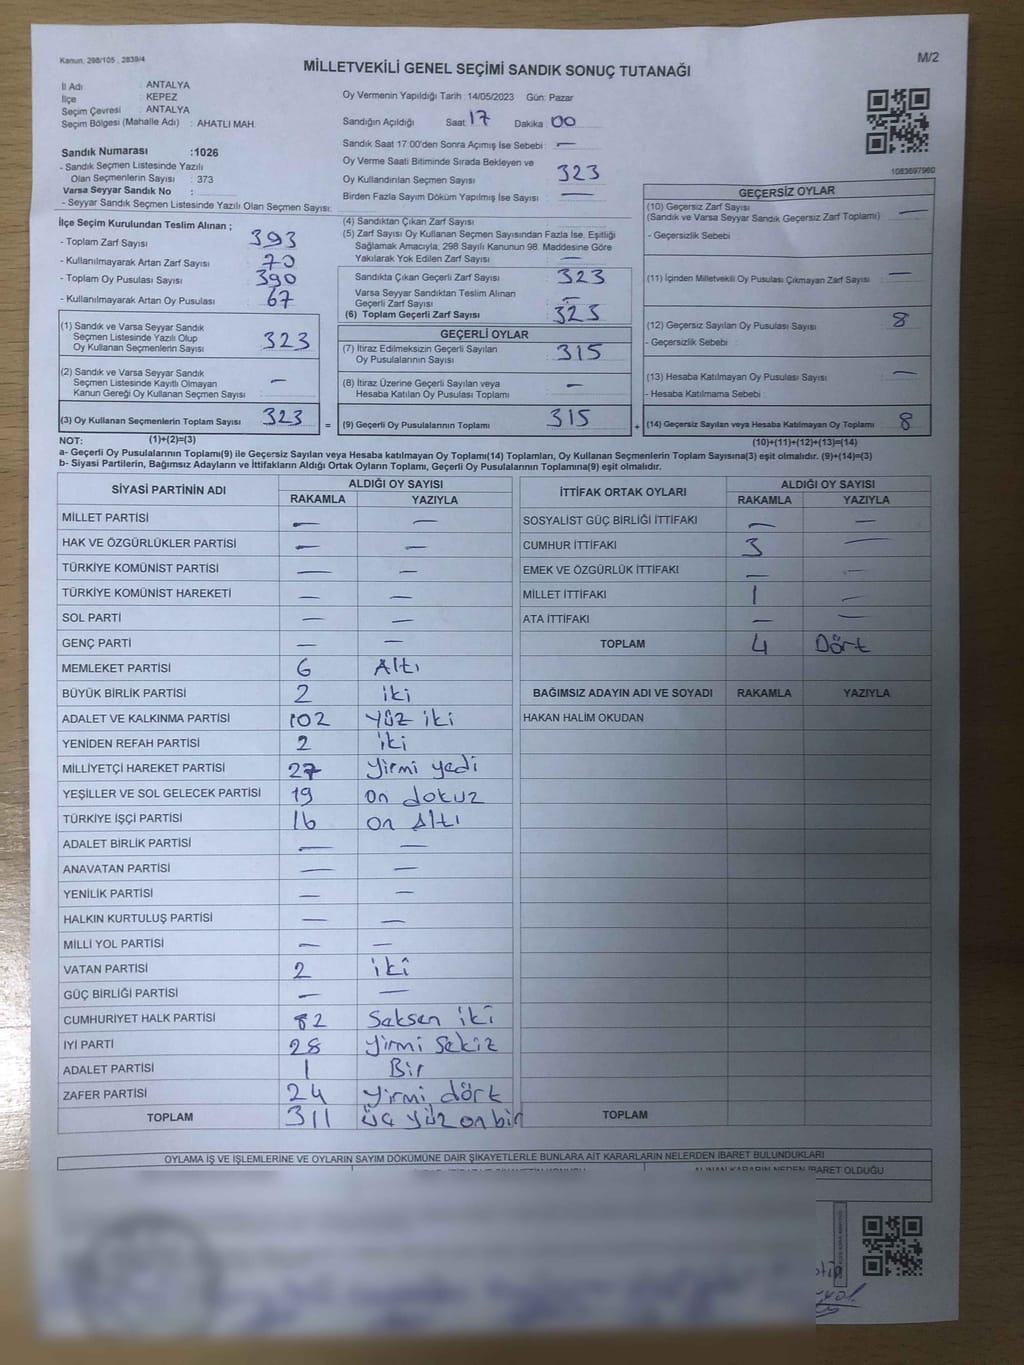 Kanun, 298/105 , 2839/4
M/2
MİLLETVEKİLİ GENEL SEÇİMİ SANDIK SONUÇ TUTANAĞI
İl Adı : ANTALYA
İlçe : KEPEZ
Seçim Çevresi : ANTALYA
Seçim Bölgesi (Mahalle Adı) : AHATLI MAH.
Sandık Numarası :1026
- Sandık Seçmen Listesinde Yazılı
Olan Seçmenlerin Sayısı : 373
Varsa Seyyar Sandık No :
- Seyyar Sandık Seçmen Listesinde Yazılı Olan Seçmen Sayısı:
Oy Vermenin Yapıldığı Tarih :14/05/2023 Gün: Pazar
Sandığın Açıldığı Saat 17 Dakika 00
Sandık Saat 17:00'den Sonra Açımış İse Sebebi : —
Oy Verme Saati Bitiminde Sırada Bekleyen ve
Oy Kullandırılan Seçmen Sayısı : 323
Birden Fazla Sayım Döküm Yapılmış İse Sayısı : —
1083697960
İlçe Seçim Kurulundan Teslim Alınan ;
- Toplam Zarf Sayısı : 393
- Kullanılmayarak Artan Zarf Sayısı : 70
- Toplam Oy Pusulası Sayısı : 390
- Kullanılmayarak Artan Oy Pusulası : 67
(1) Sandık ve Varsa Seyyar Sandık
Seçmen Listesinde Yazılı Olup
Oy Kullanan Seçmenlerin Sayısı : 323
(2) Sandık ve Varsa Seyyar Sandık
Seçmen Listesinde Kayıtlı Olmayan
Kanun Gereği Oy Kullanan Seçmen Sayısı : —
(3) Oy Kullanan Seçmenlerin Toplam Sayısı : 323
=
(4) Sandıktan Çıkan Zarf Sayısı :
(5) Zarf Sayısı Oy Kullanan Seçmen Sayısından Fazla İse, Eşitliği
Sağlamak Amacıyla, 298 Sayılı Kanunun 98. Maddesine Göre
Yakılarak Yok Edilen Zarf Sayısı : —
Sandıkta Çıkan Geçerli Zarf Sayısı : 323
Varsa Seyyar Sandıktan Teslim Alınan
Geçerli Zarf Sayısı : —
(6) Toplam Geçerli Zarf Sayısı : 323
GEÇERLİ OYLAR
(7) İtiraz Edilmeksizin Geçerli Sayılan
Oy Pusulalarının Sayısı : 315
(8) İtiraz Üzerine Geçerli Sayılan veya
Hesaba Katılan Oy Pusulası Toplamı : —
(9) Geçerli Oy Pusulalarının Toplamı : 315
+
GEÇERSİZ OYLAR
(10) Geçersiz Zarf Sayısı : —
(Sandık ve Varsa Seyyar Sandık Geçersiz Zarf Toplamı)
- Geçersizlik Sebebi :
(11) İçinden Milletvekili Oy Pusulası Çıkmayan Zarf Sayısı : —
(12) Geçersiz Sayılan Oy Pusulası Sayısı : 8
- Geçersizlik Sebebi :
(13) Hesaba Katılmayan Oy Pusulası Sayısı : —
- Hesaba Katılmama Sebebi :
(14) Geçersiz Sayılan veya Hesaba Katılmayan Oy Toplamı : 8
NOT: (1)+(2)=(3) (10)+(11)+(12)+(13)=(14)
a- Geçerli Oy Pusulalarının Toplamı(9) ile Geçersiz Sayılan veya Hesaba katılmayan Oy Toplamı(14) Toplamları, Oy Kullanan Seçmenlerin Toplam Sayısına(3) eşit olmalıdır. (9)+(14)=(3)
b- Siyasi Partilerin, Bağımsız Adayların ve İttifakların Aldığı Ortak Oyların Toplamı, Geçerli Oy Pusulalarının Toplamına(9) eşit olmalıdır.
SİYASİ PARTİNİN ADI ALDIĞI OY SAYISI
RAKAMLA YAZIYLA
MİLLET PARTİSİ — —
HAK VE ÖZGÜRLÜKLER PARTİSİ — —
TÜRKİYE KOMÜNİST PARTİSİ — —
TÜRKİYE KOMÜNİST HAREKETİ — —
SOL PARTİ — —
GENÇ PARTİ — —
MEMLEKET PARTİSİ 6 Altı
BÜYÜK BİRLİK PARTİSİ 2 iki
ADALET VE KALKINMA PARTİSİ 102 yüz iki
YENİDEN REFAH PARTİSİ 2 iki
MİLLİYETÇİ HAREKET PARTİSİ 27 yirmi yedi
YEŞİLLER VE SOL GELECEK PARTİSİ 19 on dokuz
TÜRKİYE İŞÇİ PARTİSİ 16 on Altı
ADALET BİRLİK PARTİSİ — —
ANAVATAN PARTİSİ — —
YENİLİK PARTİSİ — —
HALKIN KURTULUŞ PARTİSİ — —
MİLLİ YOL PARTİSİ — —
VATAN PARTİSİ 2 iki
GÜÇ BİRLİĞİ PARTİSİ — —
CUMHURİYET HALK PARTİSİ 82 Seksen iki
İYİ PARTİ 28 yirmi Sekiz
ADALET PARTİSİ 1 Bir
ZAFER PARTİSİ 24 yirmi dört
TOPLAM 311 üç yüz on bir
İTTİFAK ORTAK OYLARI ALDIĞI OY SAYISI
RAKAMLA YAZIYLA
SOSYALİST GÜÇ BİRLİĞİ İTTİFAKI — —
CUMHUR İTTİFAKI 3 —
EMEK VE ÖZGÜRLÜK İTTİFAKI — —
MİLLET İTTİFAKI 1 —
ATA İTTİFAKI — —
TOPLAM 4 Dört
BAĞIMSIZ ADAYIN ADI VE SOYADI RAKAMLA YAZIYLA
HAKAN HALİM OKUDAN
TOPLAM
OYLAMA İŞ VE İŞLEMLERİNE VE OYLARIN SAYIM DÖKÜMÜNE DAİR ŞİKAYETLERLE BUNLARA AİT KARARLARIN NELERDEN İBARET BULUNDUKLARI
ALINAN KARARIN NEDEN İBARET OLDUĞU